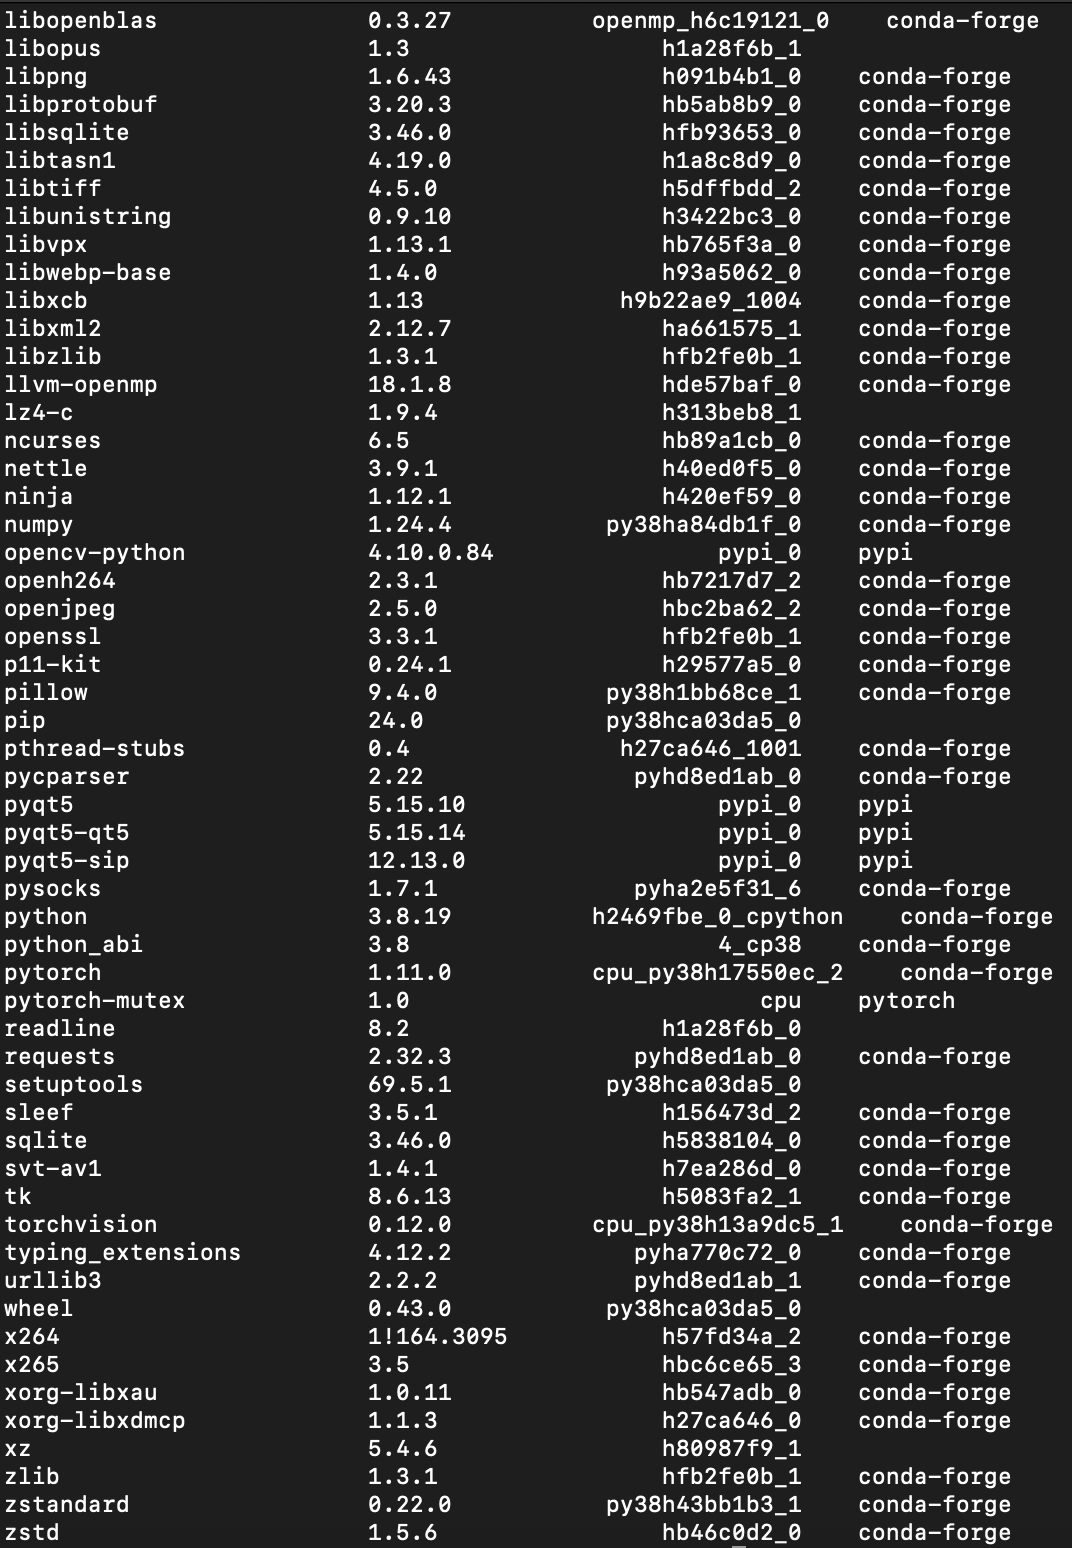 libopenblas 0.3.27 openmp_h6c19121_0 conda-forge
libopus 1.3 h1a28f6b_1
libpng 1.6.43 h091b4b1_0 conda-forge
libprotobuf 3.20.3 hb5ab8b9_0 conda-forge
libsqlite 3.46.0 hfb93653_0 conda-forge
libtasn1 4.19.0 h1a8c8d9_0 conda-forge
libtiff 4.5.0 h5dffbdd_2 conda-forge
libunistring 0.9.10 h3422bc3_0 conda-forge
libvpx 1.13.1 hb765f3a_0 conda-forge
libwebp-base 1.4.0 h93a5062_0 conda-forge
libxcb 1.13 h9b22ae9_1004 conda-forge
libxml2 2.12.7 ha661575_1 conda-forge
libzlib 1.3.1 hfb2fe0b_1 conda-forge
llvm-openmp 18.1.8 hde57baf_0 conda-forge
lz4-c 1.9.4 h313beb8_1
ncurses 6.5 hb89a1cb_0 conda-forge
nettle 3.9.1 h40ed0f5_0 conda-forge
ninja 1.12.1 h420ef59_0 conda-forge
numpy 1.24.4 py38ha84db1f_0 conda-forge
opencv-python 4.10.0.84 pypi_0 pypi
openh264 2.3.1 hb7217d7_2 conda-forge
openjpeg 2.5.0 hbc2ba62_2 conda-forge
openssl 3.3.1 hfb2fe0b_1 conda-forge
p11-kit 0.24.1 h29577a5_0 conda-forge
pillow 9.4.0 py38h1bb68ce_1 conda-forge
pip 24.0 py38hca03da5_0
pthread-stubs 0.4 h27ca646_1001 conda-forge
pycparser 2.22 pyhd8ed1ab_0 conda-forge
pyqt5 5.15.10 pypi_0 pypi
pyqt5-qt5 5.15.14 pypi_0 pypi
pyqt5-sip 12.13.0 pypi_0 pypi
pysocks 1.7.1 pyha2e5f31_6 conda-forge
python 3.8.19 h2469fbe_0_cpython conda-forge
python_abi 3.8 4_cp38 conda-forge
pytorch 1.11.0 cpu_py38h17550ec_2 conda-forge
pytorch-mutex 1.0 cpu pytorch
readline 8.2 h1a28f6b_0
requests 2.32.3 pyhd8ed1ab_0 conda-forge
setuptools 69.5.1 py38hca03da5_0
sleef 3.5.1 h156473d_2 conda-forge
sqlite 3.46.0 h5838104_0 conda-forge
svt-av1 1.4.1 h7ea286d_0 conda-forge
tk 8.6.13 h5083fa2_1 conda-forge
torchvision 0.12.0 cpu_py38h13a9dc5_1 conda-forge
typing_extensions 4.12.2 pyha770c72_0 conda-forge
urllib3 2.2.2 pyhd8ed1ab_1 conda-forge
wheel 0.43.0 py38hca03da5_0
x264 1!164.3095 h57fd34a_2 conda-forge
x265 3.5 hbc6ce65_3 conda-forge
xorg-libxau 1.0.11 hb547adb_0 conda-forge
xorg-libxdmcp 1.1.3 h27ca646_0 conda-forge
xz 5.4.6 h80987f9_1
zlib 1.3.1 hfb2fe0b_1 conda-forge
zstandard 0.22.0 py38h43bb1b3_1 conda-forge
zstd 1.5.6 hb46c0d2_0 conda-forge